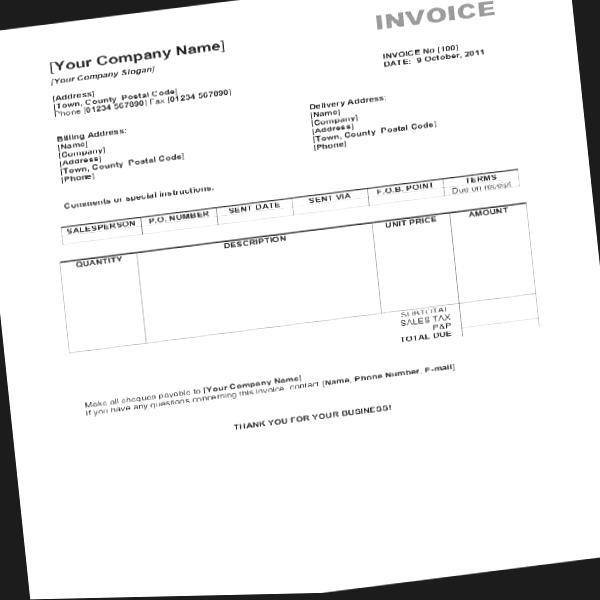 INVOICE
[Your Company Name]
[Your Company Slogan]
INVOICE No [100]
DATE: 9 October, 2011
[Address]
[Town, County Postal Code]
Phone [01234 567890] Fax [01234 567890]
Billing Address:
[Name]
[Company]
[Address]
[Town, County Postal Code]
[Phone]
Delivery Address:
[Name]
[Company]
[Address]
[Town, County Postal Code]
[Phone]
Comments or special instructions.
SALESPERSON P.O. NUMBER SENT DATE SENT VIA F.O.B. POINT TERMS
Due on receipt
QUANTITY DESCRIPTION UNIT PRICE AMOUNT
SUBTOTAL
SALES TAX
P&P
TOTAL DUE
Make all cheques payable to [Your Company Name]
If you have any questions concerning this invoice, contact [Name, Phone Number, E-mail]
THANK YOU FOR YOUR BUSINESS!